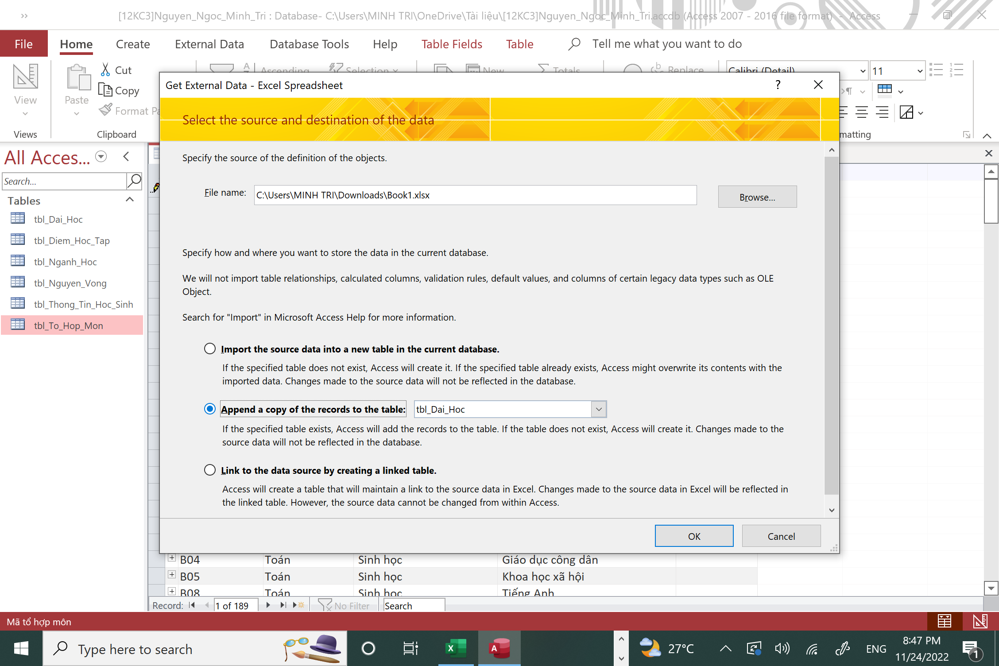 [12KC3]Nguyen_Ngoc_Minh_Tri : Database- C:\Users\MINH TRI\OneDrive\Tài liệu\[12KC3]Nguyen_Ngoc_Minh_Tri.accdb (Access 2007 - 2016 file format) - Access
File Home Create External Data Database Tools Help Table Fields Table Tell me what you want to do
View
Views
Paste
Cut
Copy
Format Pa
Clipboard
Ascending
Selection
New
Totals
Replace
Calibri (Detail)
11
matting
All Acces...
Search...
Tables
tbl_Dai_Hoc
tbl_Diem_Hoc_Tap
tbl_Nganh_Hoc
tbl_Nguyen_Vong
tbl_Thong_Tin_Hoc_Sinh
tbl_To_Hop_Mon
Get External Data - Excel Spreadsheet
?
Select the source and destination of the data
Specify the source of the definition of the objects.
File name: C:\Users\MINH TRI\Downloads\Book1.xlsx Browse...
Specify how and where you want to store the data in the current database.
We will not import table relationships, calculated columns, validation rules, default values, and columns of certain legacy data types such as OLE
Object.
Search for "Import" in Microsoft Access Help for more information.
Import the source data into a new table in the current database.
If the specified table does not exist, Access will create it. If the specified table already exists, Access might overwrite its contents with the
imported data. Changes made to the source data will not be reflected in the database.
Append a copy of the records to the table: tbl_Dai_Hoc
If the specified table exists, Access will add the records to the table. If the table does not exist, Access will create it. Changes made to the
source data will not be reflected in the database.
Link to the data source by creating a linked table.
Access will create a table that will maintain a link to the source data in Excel. Changes made to the source data in Excel will be reflected in
the linked table. However, the source data cannot be changed from within Access.
OK Cancel
B04 Toán Sinh học Giáo dục công dân
B05 Toán Sinh học Khoa học xã hội
B08 Toán Sinh học Tiếng Anh
Record: 1 of 189 No Filter Search
Mã tổ hợp môn
Type here to search
27°C
ENG
8:47 PM
11/24/2022
1